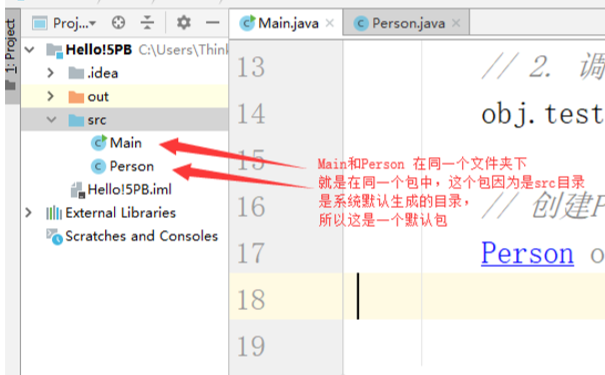 Proj...
Main.java
Person.java
1: Project
Hello!5PB C:\Users\Thin
.idea
out
src
Main
Person
Hello!5PB.iml
External Libraries
Scratches and Consoles
13 // 2. 调
14 obj.test
15
16 // 创建P
17 Person o
18
19
Main和Person 在同一个文件夹下
就是在同一个包中，这个包因为是src目录
是系统默认生成的目录，
所以这是一个默认包